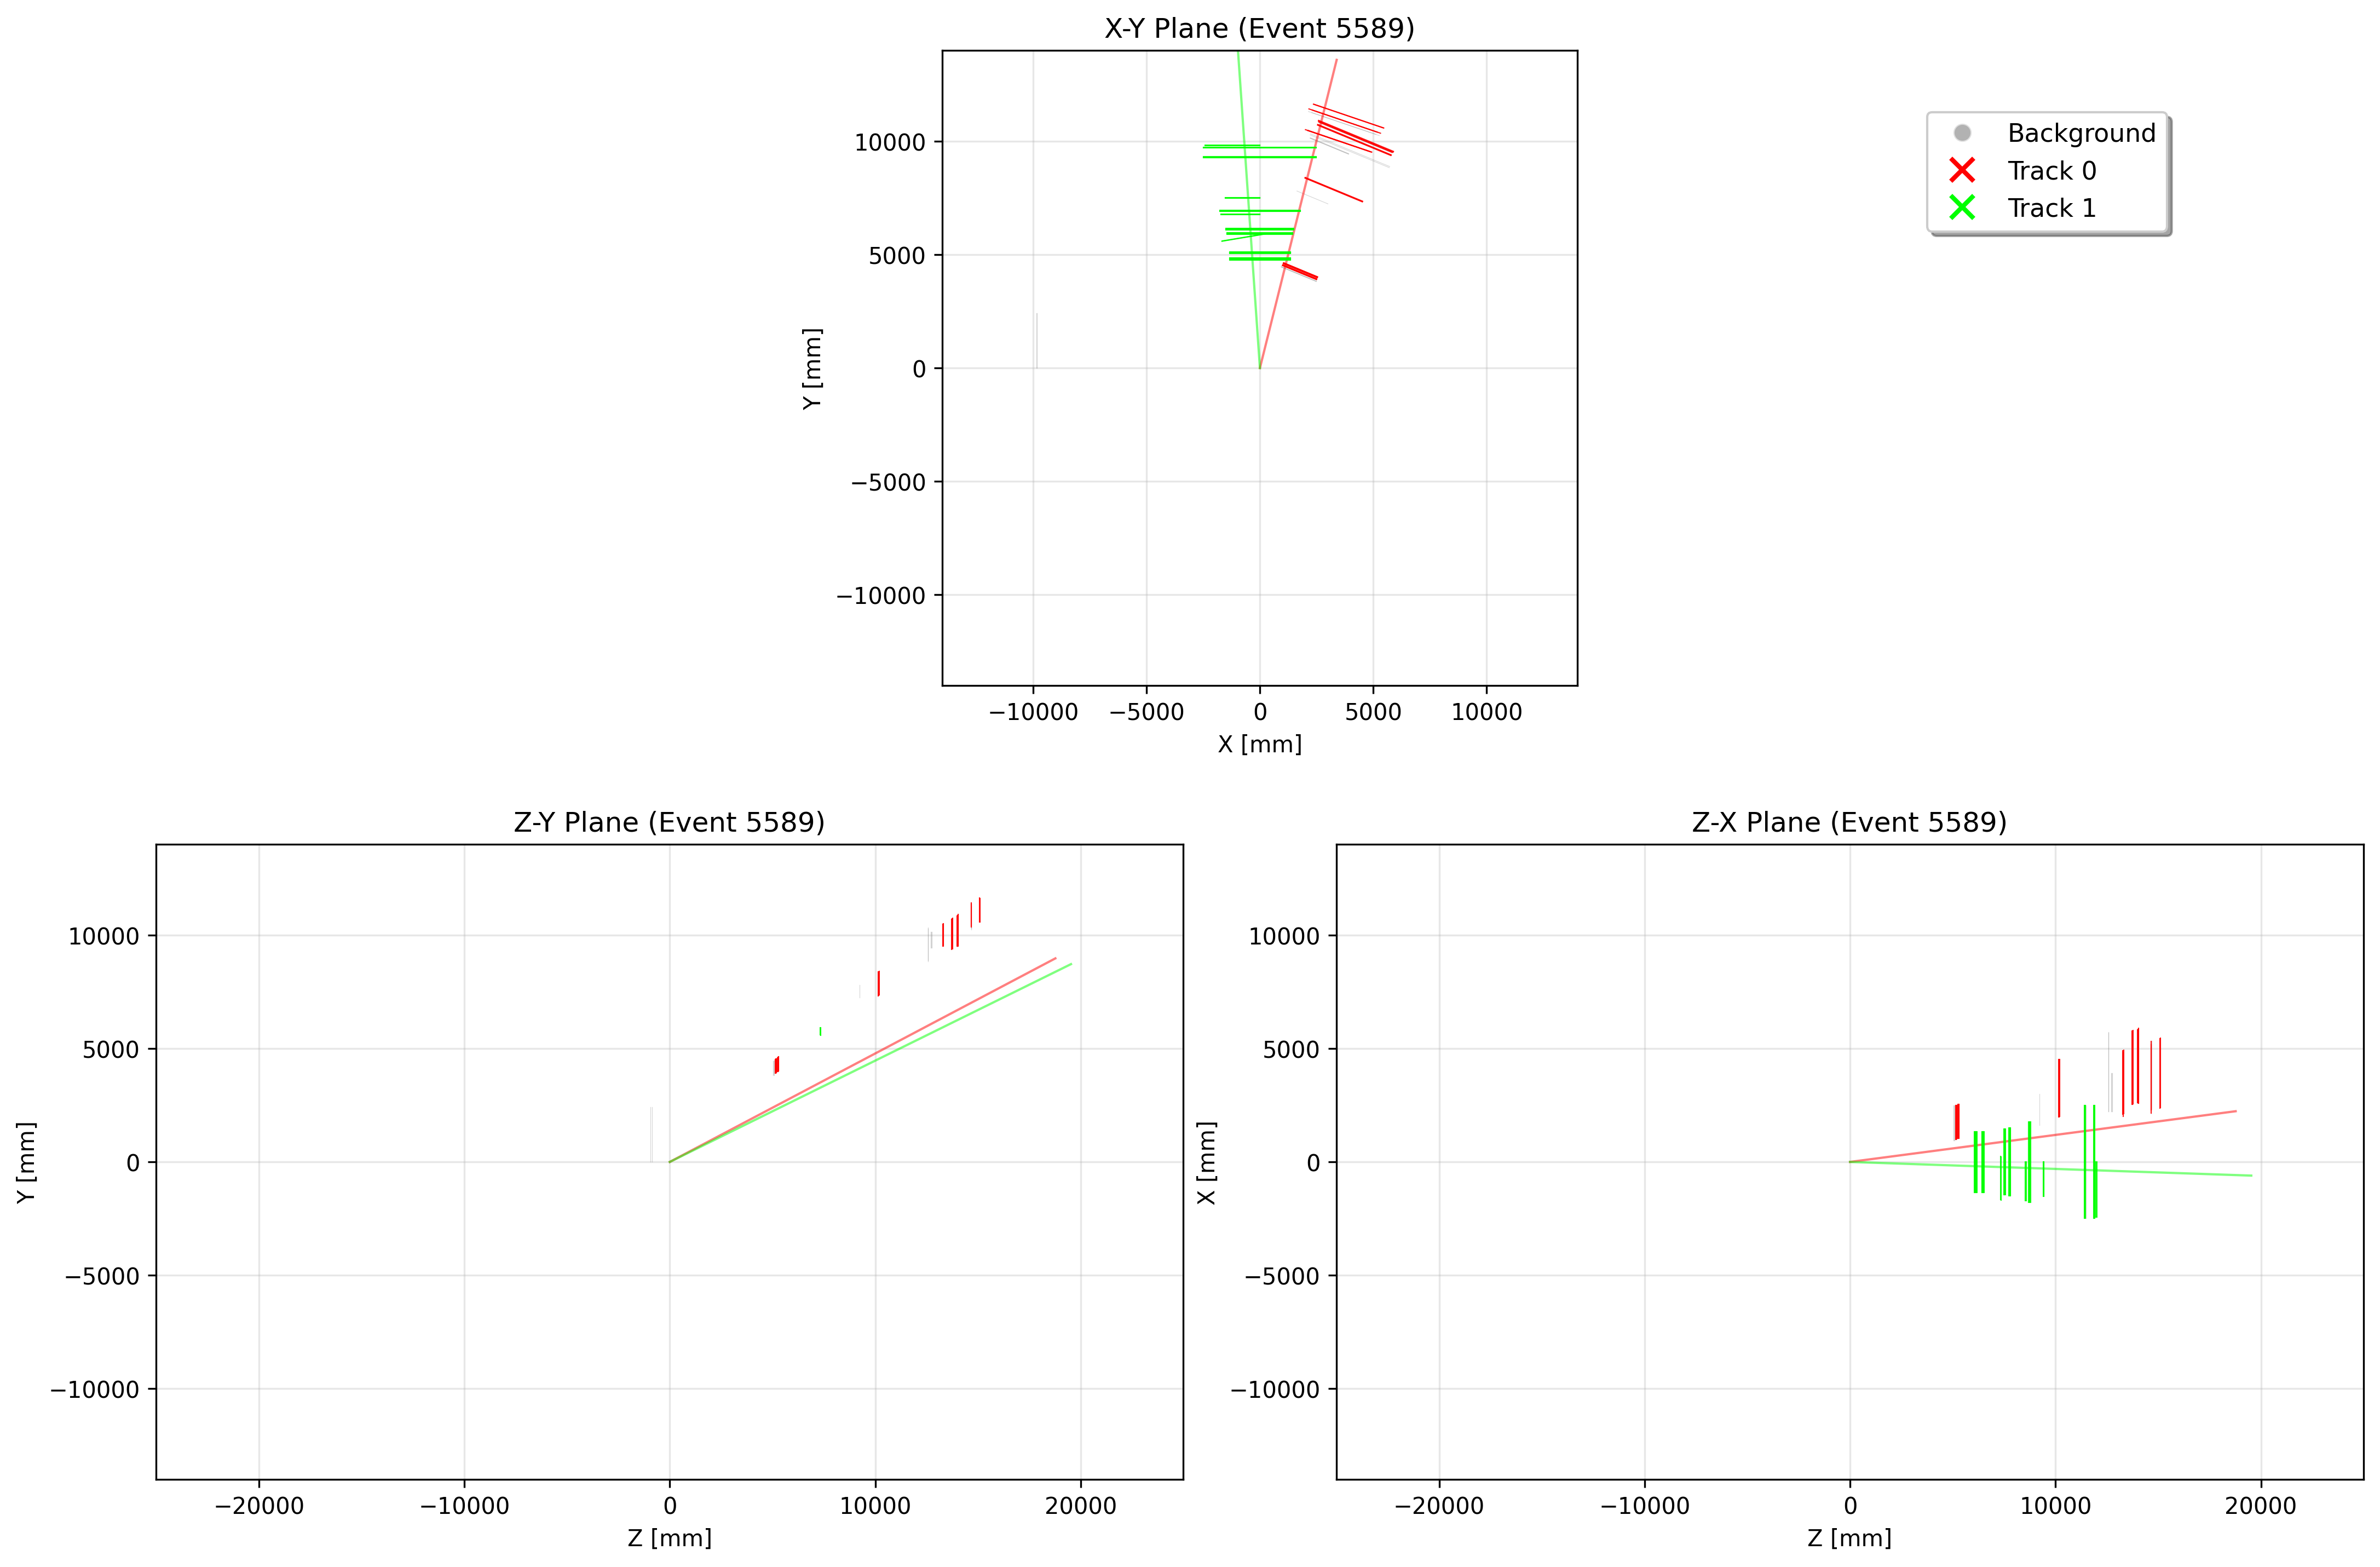 X-Y Plane (Event 5589)
10000
5000
0
−5000
−10000
Y [mm]
−10000 −5000 0 5000 10000
X [mm]
Background
Track 0
Track 1
Z-Y Plane (Event 5589)
10000
5000
0
−5000
−10000
Y [mm]
−20000 −10000 0 10000 20000
Z [mm]
Z-X Plane (Event 5589)
10000
5000
0
−5000
−10000
X [mm]
−20000 −10000 0 10000 20000
Z [mm]